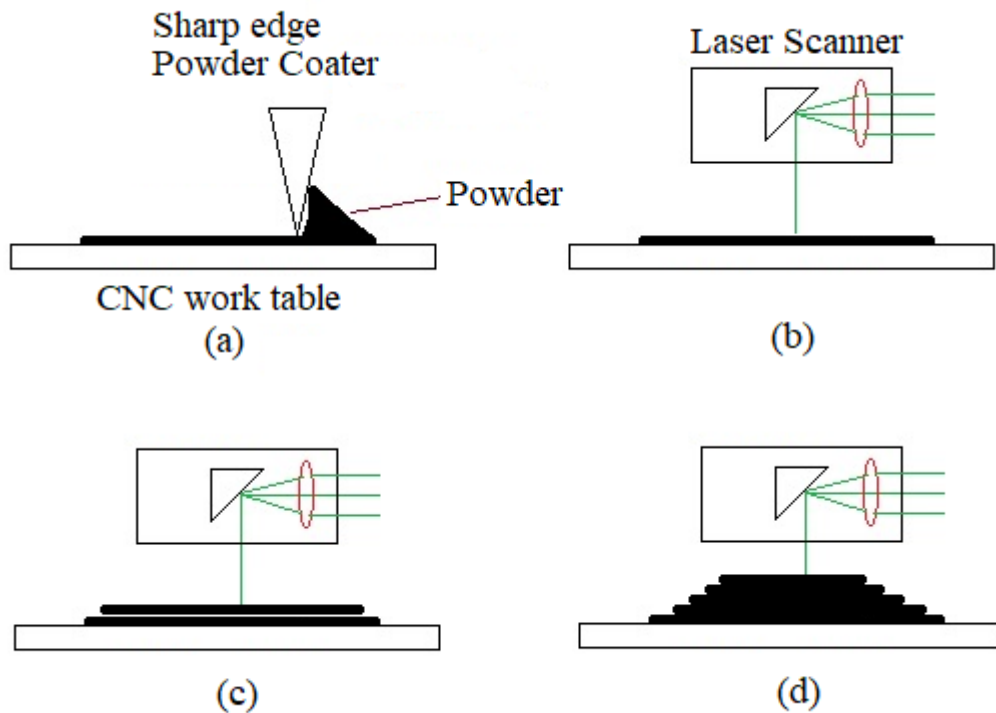 Sharp edge
Powder Coater
Powder
CNC work table
(a)
Laser Scanner
(b)
(c)
(d)